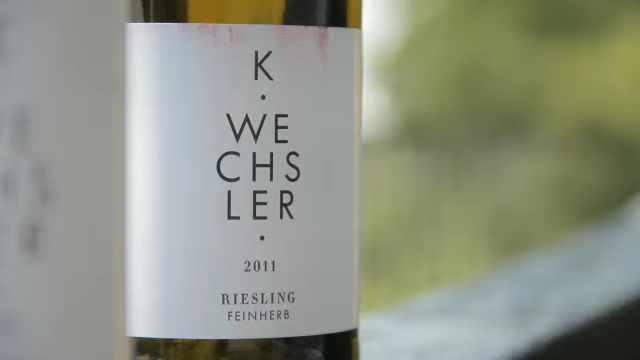 K
•
WE
CHS
LER
•
2011
RIESLING
FEINHERB